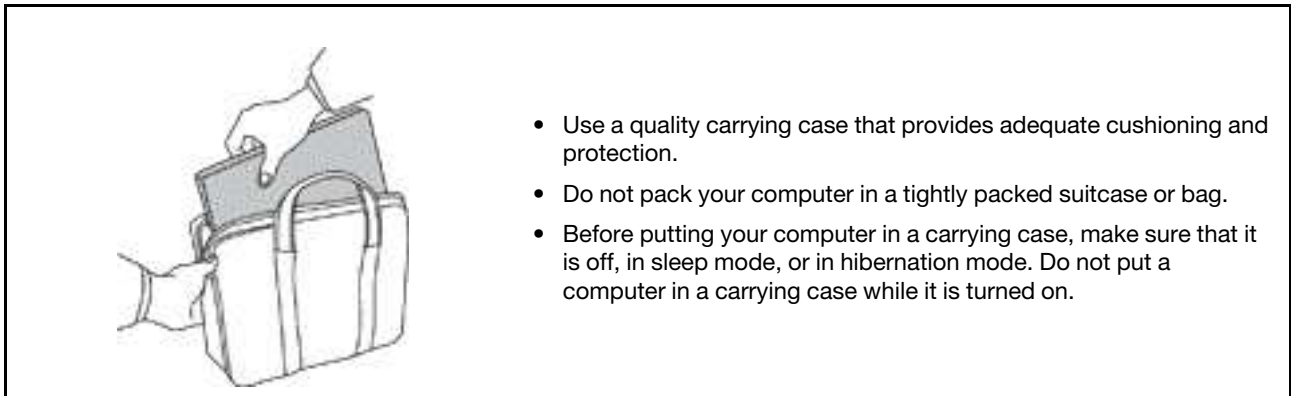 • Use a quality carrying case that provides adequate cushioning and
protection.
• Do not pack your computer in a tightly packed suitcase or bag.
• Before putting your computer in a carrying case, make sure that it
is off, in sleep mode, or in hibernation mode. Do not put a
computer in a carrying case while it is turned on.